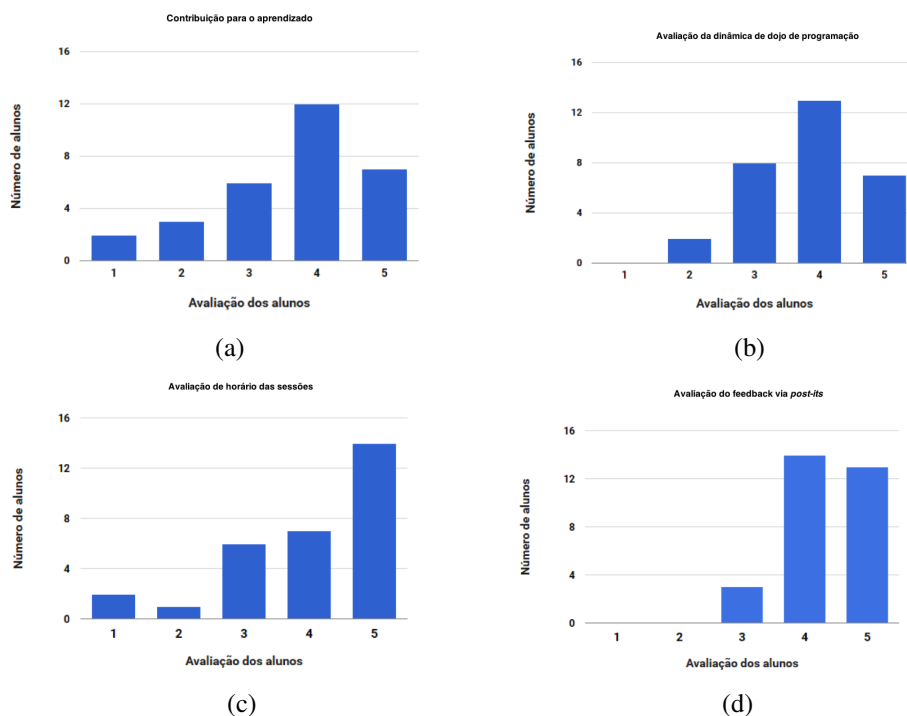 Contribuição para o aprendizado
16
12
8
4
0
Número de alunos
1 2 3 4 5
Avaliação dos alunos
(a)
Avaliação da dinâmica de dojo de programação
16
12
8
4
0
Número de alunos
1 2 3 4 5
Avaliação dos alunos
(b)
Avaliação de horário das sessões
16
12
8
4
0
Número de alunos
1 2 3 4 5
Avaliação dos alunos
(c)
Avaliação do feedback via post-its
16
12
8
4
0
Número de alunos
1 2 3 4 5
Avaliação dos alunos
(d)